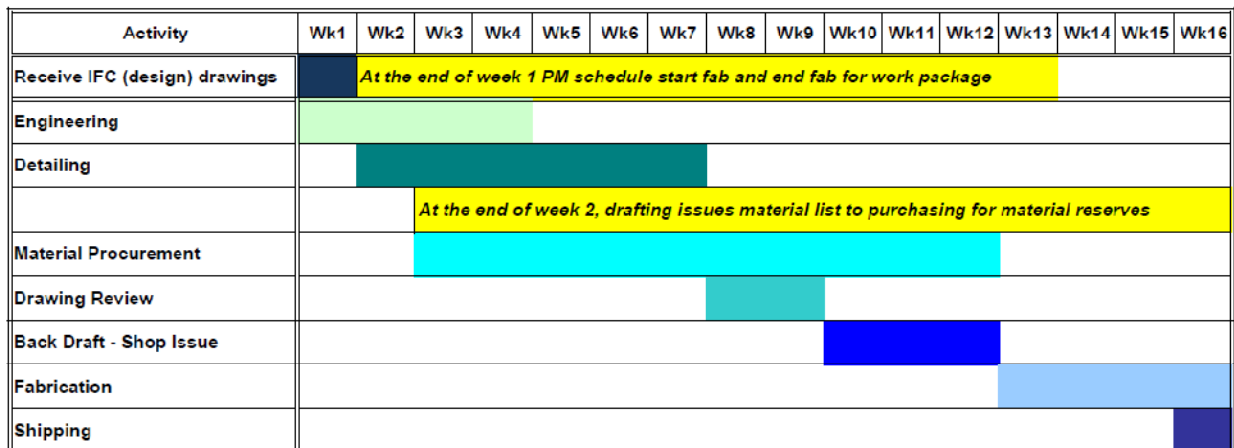 Activity Wk1 Wk2 Wk3 Wk4 Wk5 Wk6 Wk7 Wk8 Wk9 Wk10 Wk11 Wk12 Wk13 Wk14 Wk15 Wk16
Receive IFC (design) drawings At the end of week 1 PM schedule start fab and end fab for work package
Engineering
Detailing
At the end of week 2, drafting issues material list to purchasing for material reserves
Material Procurement
Drawing Review
Back Draft - Shop Issue
Fabrication
Shipping